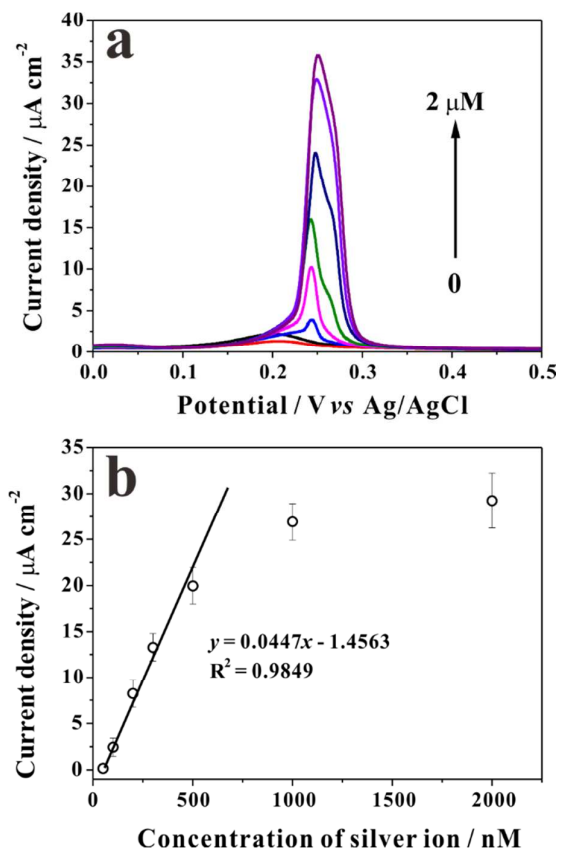 a
40
35
30
25
20
15
10
5
0
Current density / μA cm⁻²
2 μM
0
0.0 0.1 0.2 0.3 0.4 0.5
Potential / V vs Ag/AgCl
b
35
30
25
20
15
10
5
0
Current density / μA cm⁻²
y = 0.0447x - 1.4563
R² = 0.9849
0 500 1000 1500 2000
Concentration of silver ion / nM